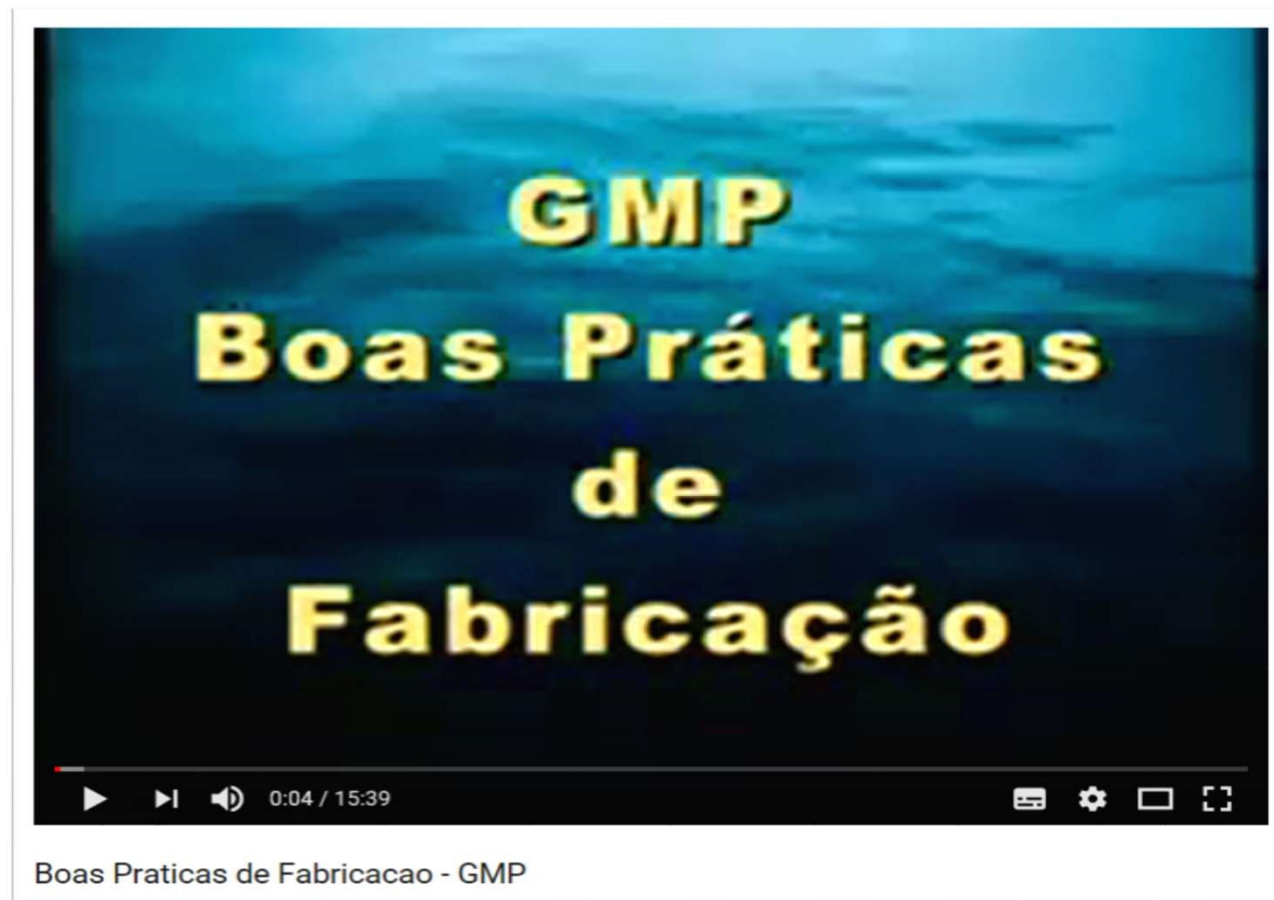 GMP
Boas Práticas
de
Fabricação
0:04 / 15:39
Boas Praticas de Fabricacao - GMP